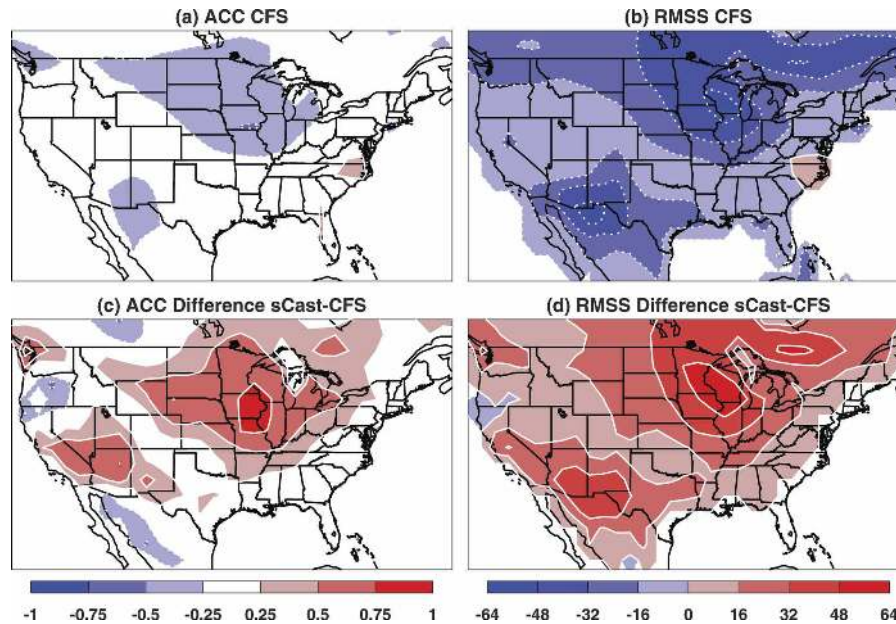 (a) ACC CFS
(b) RMSS CFS
(c) ACC Difference sCast-CFS
(d) RMSS Difference sCast-CFS
-1 -0.75 -0.5 -0.25 0.25 0.5 0.75 1
-64 -48 -32 -16 0 16 32 48 64